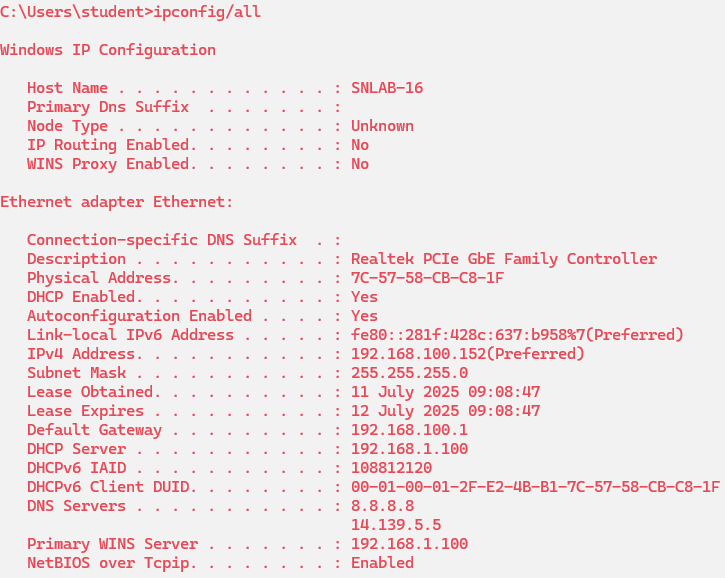 C:\Users\student>ipconfig/all
Windows IP Configuration
Host Name . . . . . . . . . . . . : SNLAB-16
Primary Dns Suffix  . . . . . . . :
Node Type . . . . . . . . . . . . : Unknown
IP Routing Enabled. . . . . . . . : No
WINS Proxy Enabled. . . . . . . . : No
Ethernet adapter Ethernet:
Connection-specific DNS Suffix  . :
Description . . . . . . . . . . . : Realtek PCIe GbE Family Controller
Physical Address. . . . . . . . . : 7C-57-58-CB-C8-1F
DHCP Enabled. . . . . . . . . . . : Yes
Autoconfiguration Enabled . . . . : Yes
Link-local IPv6 Address . . . . . : fe80::281f:428c:637:b958%7(Preferred)
IPv4 Address. . . . . . . . . . . : 192.168.100.152(Preferred)
Subnet Mask . . . . . . . . . . . : 255.255.255.0
Lease Obtained. . . . . . . . . . : 11 July 2025 09:08:47
Lease Expires . . . . . . . . . . : 12 July 2025 09:08:47
Default Gateway . . . . . . . . . : 192.168.100.1
DHCP Server . . . . . . . . . . . : 192.168.1.100
DHCPv6 IAID . . . . . . . . . . . : 108812120
DHCPv6 Client DUID. . . . . . . . : 00-01-00-01-2F-E2-4B-B1-7C-57-58-CB-C8-1F
DNS Servers . . . . . . . . . . . : 8.8.8.8
14.139.5.5
Primary WINS Server . . . . . . . : 192.168.1.100
NetBIOS over Tcpip. . . . . . . . : Enabled